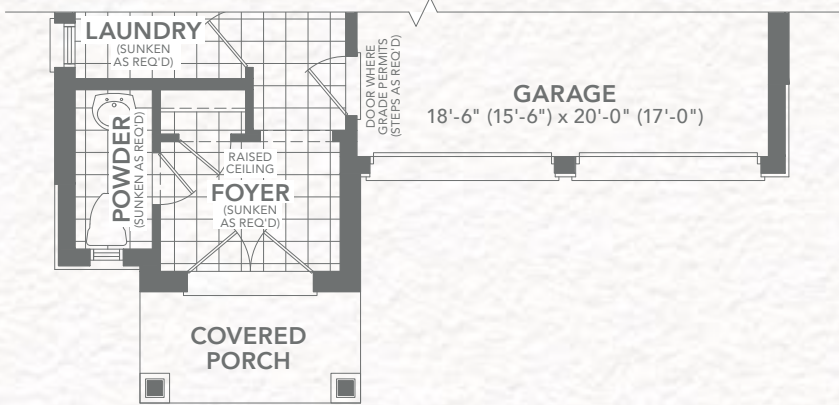 LAUNDRY
(SUNKEN
AS REQ'D)
DOOR WHERE
GRADE PERMITS
(STEPS AS REQ'D)
GARAGE
18'-6" (15'-6") x 20'-0" (17'-0")
POWDER
(SUNKEN AS REQ'D)
RAISED
CEILING
FOYER
(SUNKEN
AS REQ'D)
COVERED
PORCH